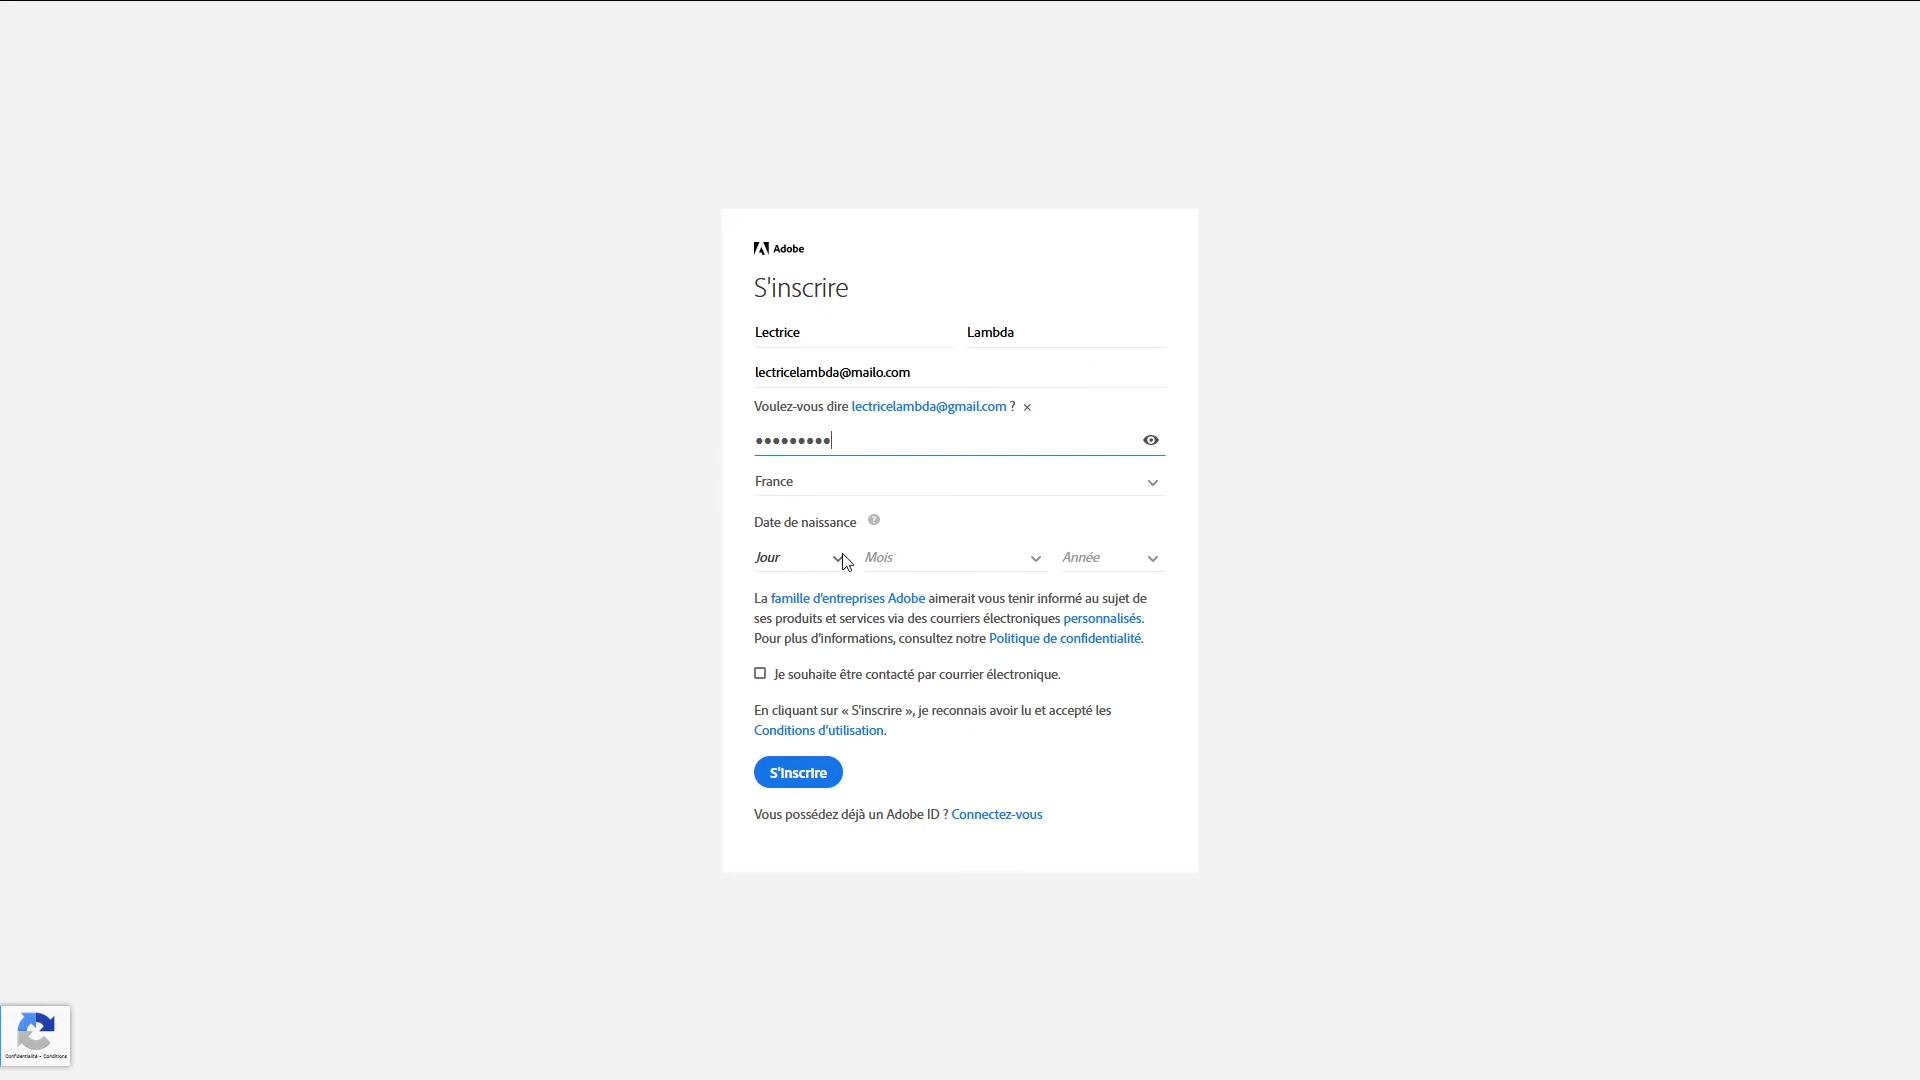 Adobe
S'inscrire
Lectrice Lambda
lectricelambda@mailo.com
Voulez-vous dire lectricelambda@gmail.com ? ×
•••••••••
France
Date de naissance ?
Jour Mois Année
La famille d'entreprises Adobe aimerait vous tenir informé au sujet de
ses produits et services via des courriers électroniques personnalisés.
Pour plus d'informations, consultez notre Politique de confidentialité.
Je souhaite être contacté par courrier électronique.
En cliquant sur « S'inscrire », je reconnais avoir lu et accepté les
Conditions d'utilisation.
S'inscrire
Vous possédez déjà un Adobe ID ? Connectez-vous
Confidentialité - Conditions